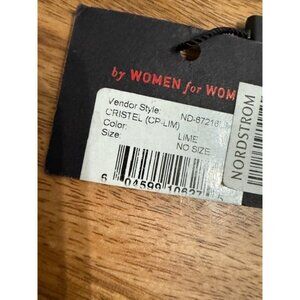 by WOMEN for WOM
Vendor Style:
CRISTEL (CP-LIM)
Color: LIME
Size: NO SIZE
NORDSTROM